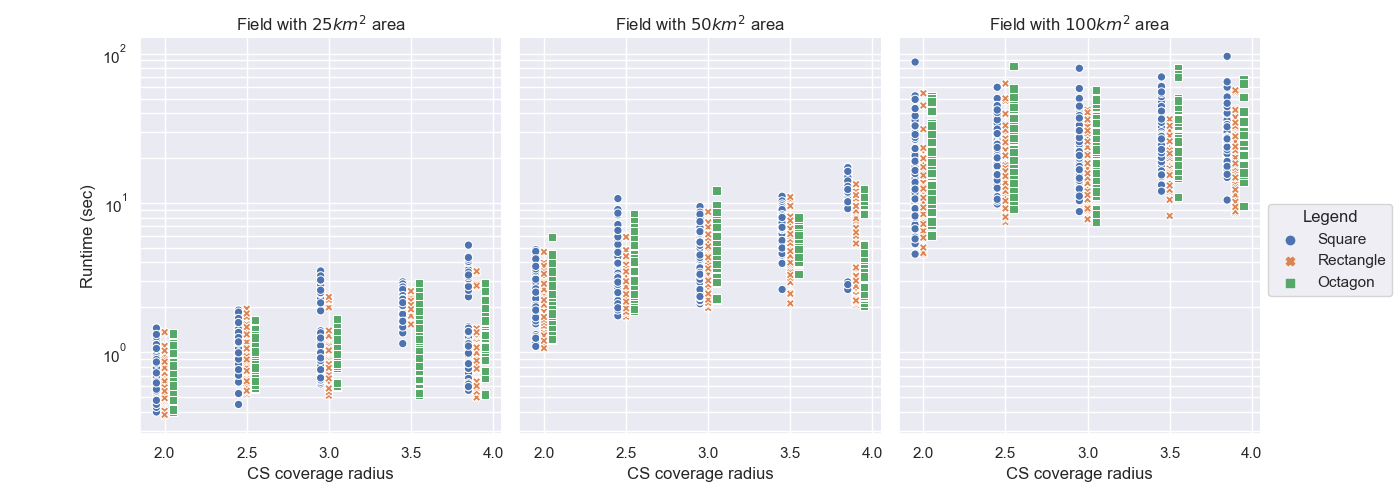 Field with 25km² area
Field with 50km² area
Field with 100km² area
Runtime (sec)
10²
10¹
10⁰
2.0 2.5 3.0 3.5 4.0
2.0 2.5 3.0 3.5 4.0
2.0 2.5 3.0 3.5 4.0
CS coverage radius
CS coverage radius
CS coverage radius
Legend
Square
Rectangle
Octagon